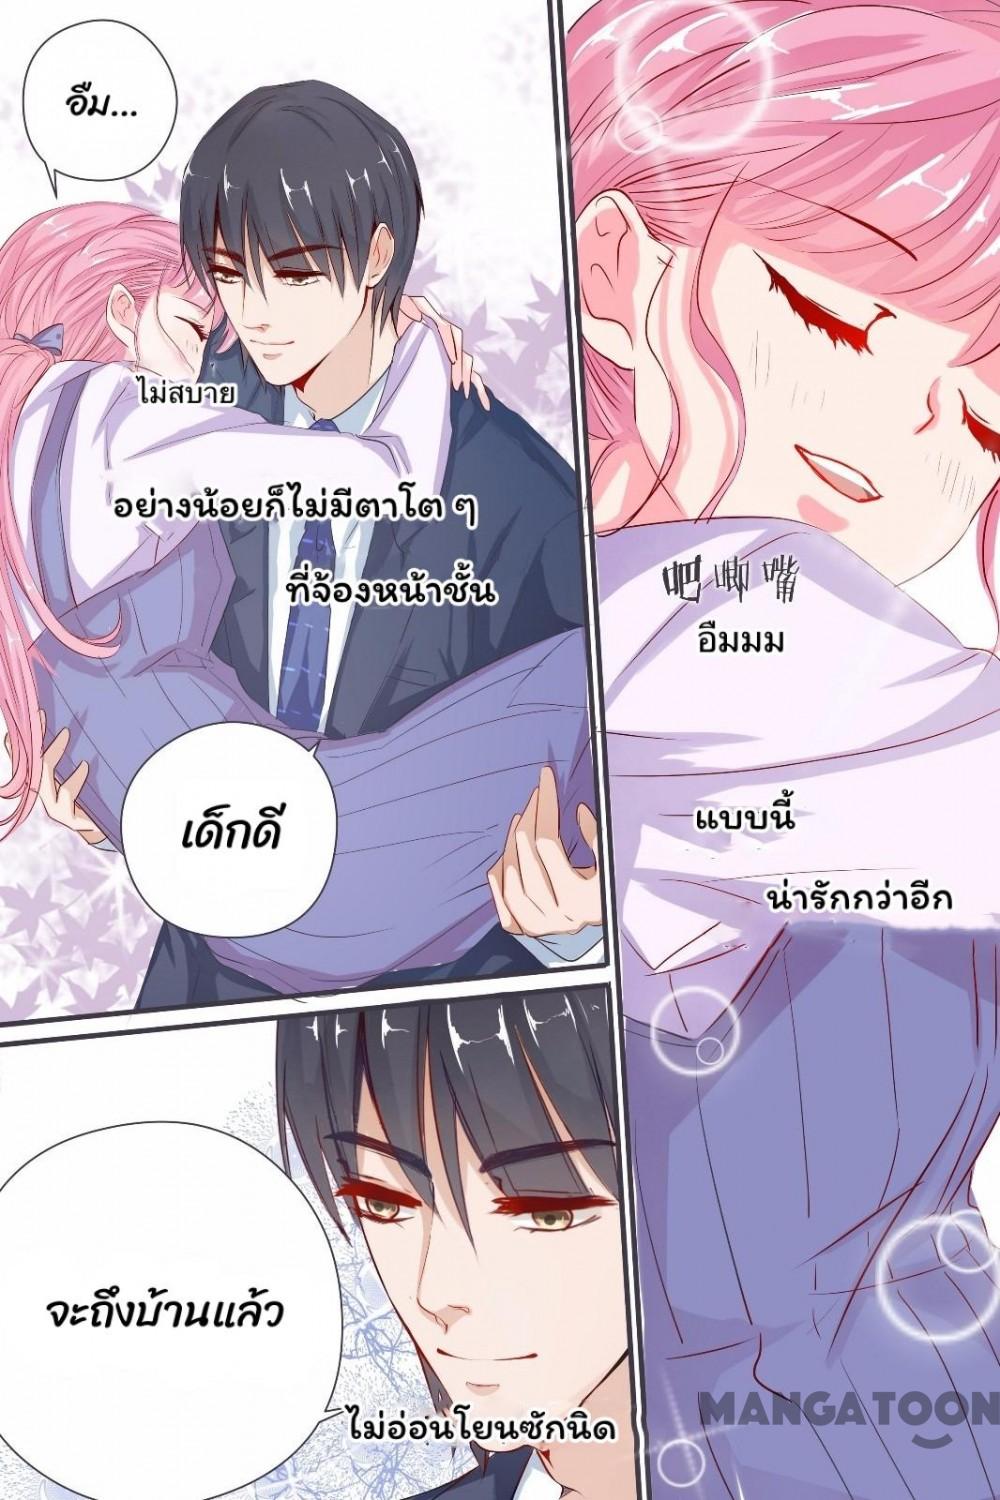 อืม...
ไม่สบาย
อย่างน้อยก็ไม่มีตาโต ๆ
ที่จ้องหน้าชั้น
เด็กดี
吧唧嘴
อืมมม
แบบนี้
น่ารักกว่าอีก
จะถึงบ้านแล้ว
ไม่อ่อนโยนซักนิด
MANGATOON